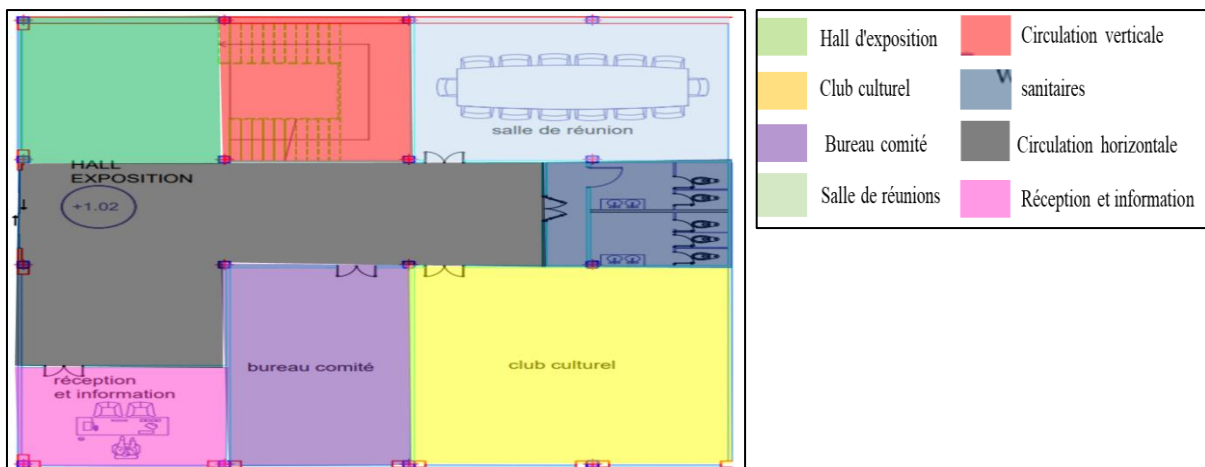 salle de réunion
HALL
EXPOSITION
+1.02
bureau comité
club culturel
réception
et information
Hall d'exposition
Circulation verticale
Club culturel
sanitaires
Bureau comité
Circulation horizontale
Salle de réunions
Réception et information